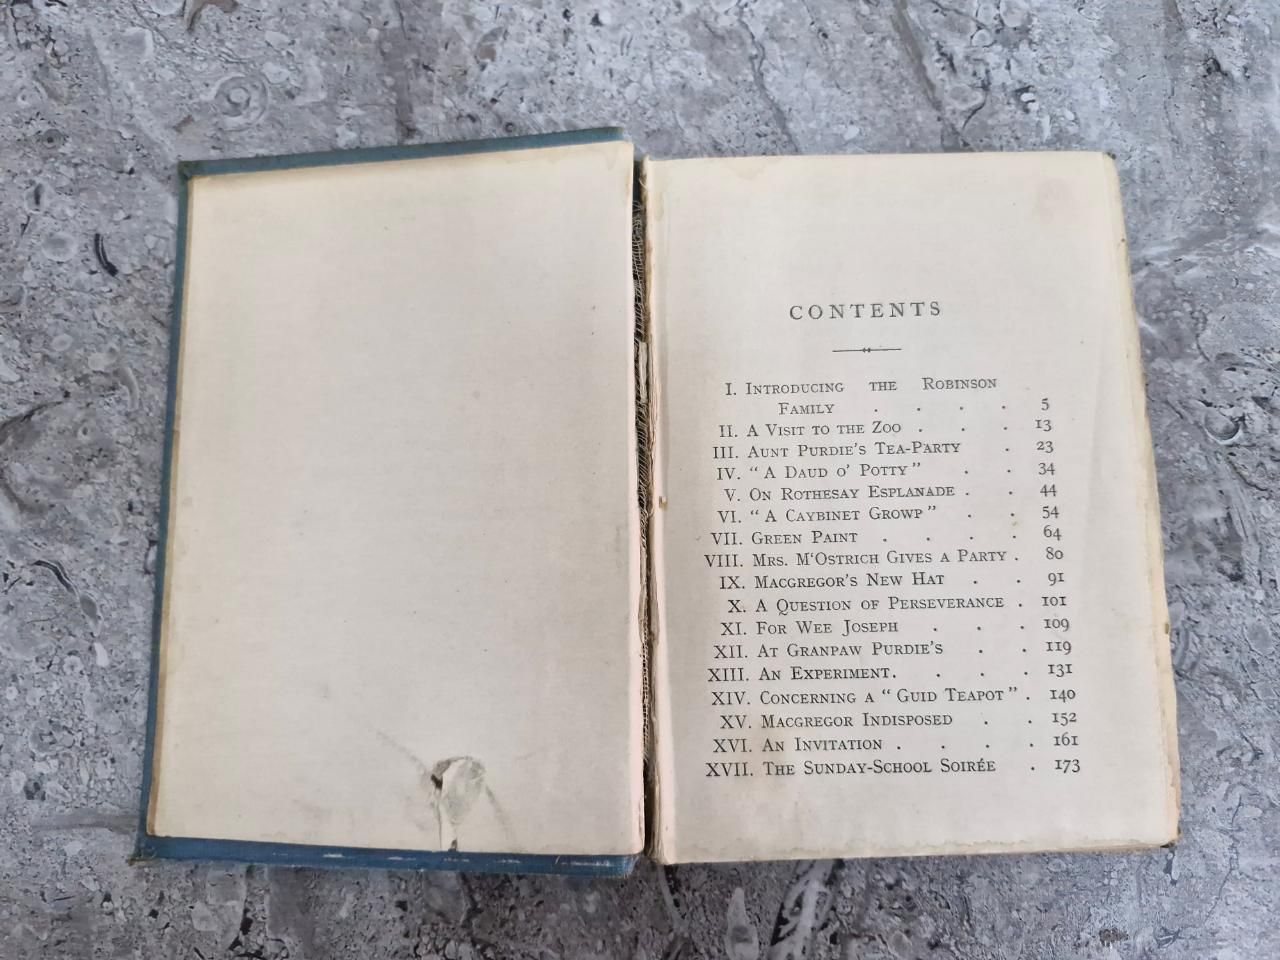 CONTENTS
I. INTRODUCING THE ROBINSON
FAMILY . . . . 5
II. A VISIT TO THE ZOO . . . 13
III. AUNT PURDIE'S TEA-PARTY . 23
IV. "A DAUD O' POTTY" . . 34
V. ON ROTHESAY ESPLANADE . . 44
VI. "A CAYBINET GROWP" . . 54
VII. GREEN PAINT . . . . 64
VIII. MRS. M'OSTRICH GIVES A PARTY . 80
IX. MACGREGOR'S NEW HAT . . 91
X. A QUESTION OF PERSEVERANCE . 101
XI. FOR WEE JOSEPH . . . 109
XII. AT GRANPAW PURDIE'S . . 119
XIII. AN EXPERIMENT. . . . 131
XIV. CONCERNING A "GUID TEAPOT" . 140
XV. MACGREGOR INDISPOSED . . 152
XVI. AN INVITATION . . . . 161
XVII. THE SUNDAY-SCHOOL SOIRÉE . 173